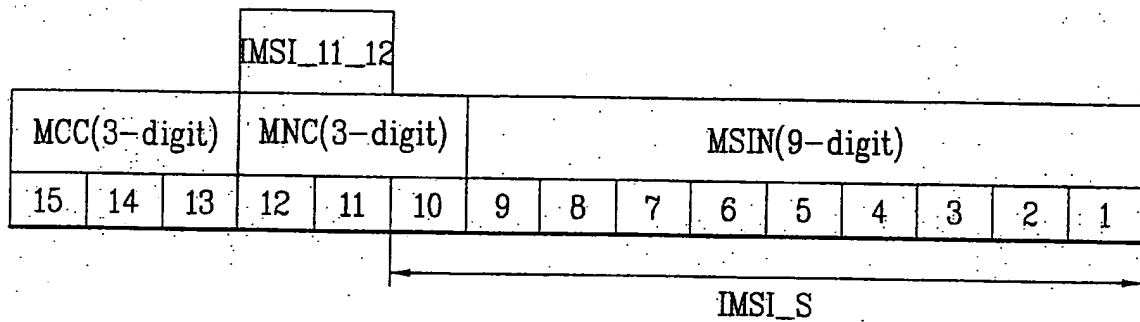 IMSI_11_12
MCC(3-digit) MNC(3-digit) MSIN(9-digit)
15 14 13 12 11 10 9 8 7 6 5 4 3 2 1
IMSI_S